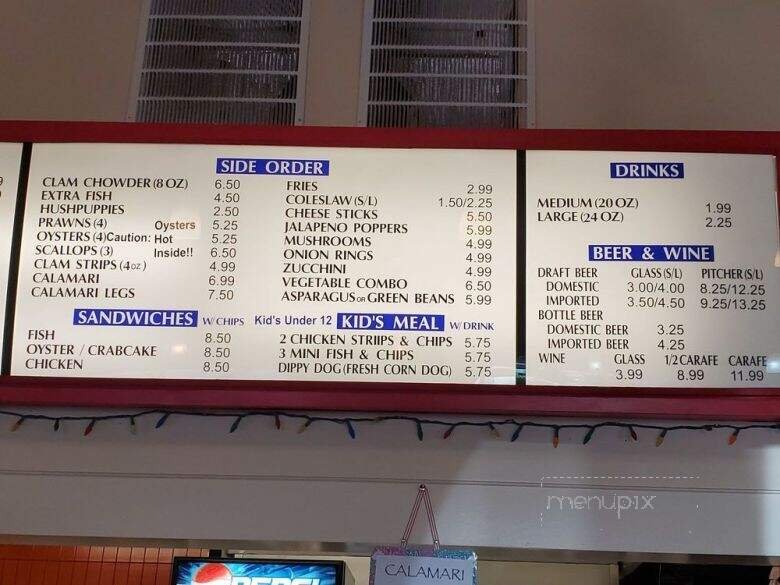 SIDE ORDER
CLAM CHOWDER (8 OZ) 6.50
EXTRA FISH 4.50
HUSHPUPPIES 2.50
PRAWNS (4) Oysters 5.25
OYSTERS (4) Caution: Hot 5.25
SCALLOPS (3) Inside!! 6.50
CLAM STRIPS (4oz) 4.99
CALAMARI 6.99
CALAMARI LEGS 7.50
FRIES 2.99
COLESLAW (S/L) 1.50/2.25
CHEESE STICKS 5.50
JALAPENO POPPERS 5.99
MUSHROOMS 4.99
ONION RINGS 4.99
ZUCCHINI 4.99
VEGETABLE COMBO 6.50
ASPARAGUS OR GREEN BEANS 5.99
SANDWICHES W/CHIPS
FISH 8.50
OYSTER / CRABCAKE 8.50
CHICKEN 8.50
Kid's Under 12 KID'S MEAL W/DRINK
2 CHICKEN STRIIPS & CHIPS 5.75
3 MINI FISH & CHIPS 5.75
DIPPY DOG (FRESH CORN DOG) 5.75
DRINKS
MEDIUM (20 OZ) 1.99
LARGE (24 OZ) 2.25
BEER & WINE
DRAFT BEER GLASS (S/L) PITCHER (S/L)
DOMESTIC 3.00/4.00 8.25/12.25
IMPORTED 3.50/4.50 9.25/13.25
BOTTLE BEER
DOMESTIC BEER 3.25
IMPORTED BEER 4.25
WINE GLASS 1/2 CARAFE CARAFE
3.99 8.99 11.99
menupix
CALAMARI
PEPSI